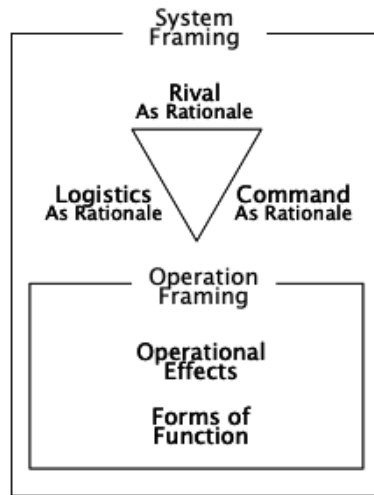 System
Framing
Rival
As Rationale
Logistics
As Rationale
Command
As Rationale
Operation
Framing
Operational
Effects
Forms of
Function